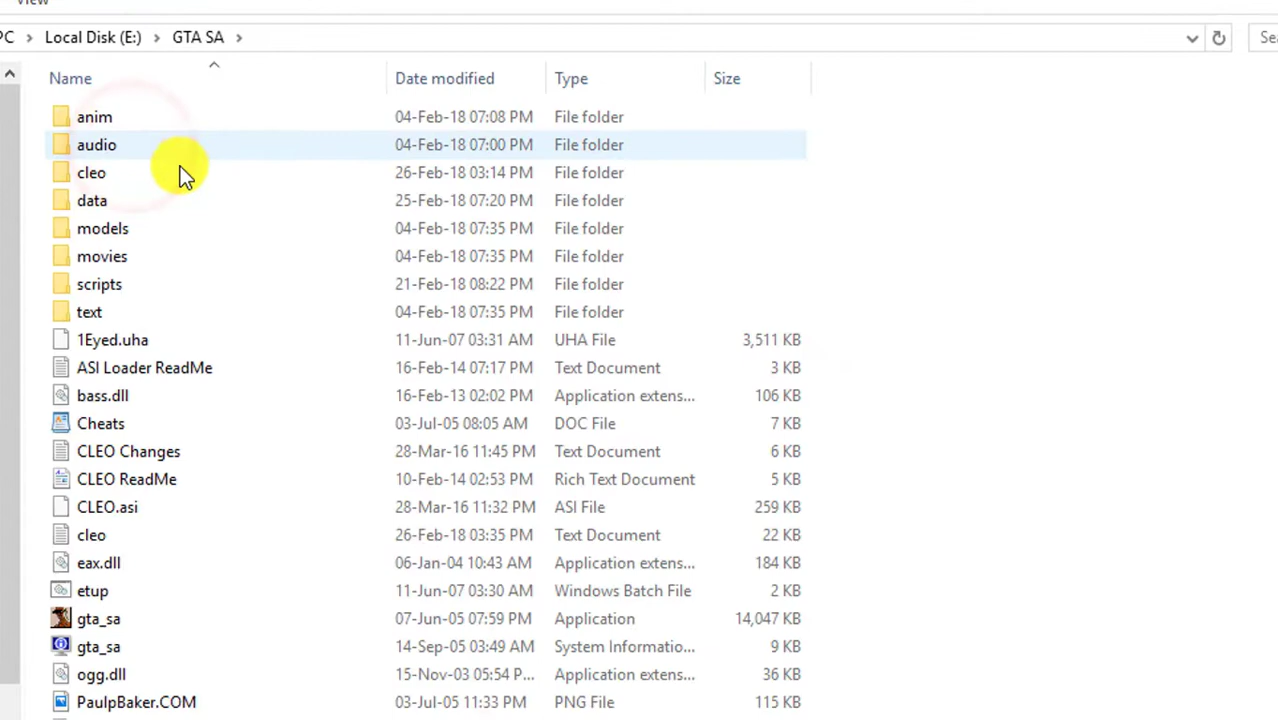 View
PC > Local Disk (E:) > GTA SA >
Sea
Name Date modified Type Size
anim 04-Feb-18 07:08 PM File folder
audio 04-Feb-18 07:00 PM File folder
cleo 26-Feb-18 03:14 PM File folder
data 25-Feb-18 07:20 PM File folder
models 04-Feb-18 07:35 PM File folder
movies 04-Feb-18 07:35 PM File folder
scripts 21-Feb-18 08:22 PM File folder
text 04-Feb-18 07:35 PM File folder
1Eyed.uha 11-Jun-07 03:31 AM UHA File 3,511 KB
ASI Loader ReadMe 16-Feb-14 07:17 PM Text Document 3 KB
bass.dll 16-Feb-13 02:02 PM Application extens... 106 KB
Cheats 03-Jul-05 08:05 AM DOC File 7 KB
CLEO Changes 28-Mar-16 11:45 PM Text Document 6 KB
CLEO ReadMe 10-Feb-14 02:53 PM Rich Text Document 5 KB
CLEO.asi 28-Mar-16 11:32 PM ASI File 259 KB
cleo 26-Feb-18 03:35 PM Text Document 22 KB
eax.dll 06-Jan-04 10:43 AM Application extens... 184 KB
etup 11-Jun-07 03:30 AM Windows Batch File 2 KB
gta_sa 07-Jun-05 07:59 PM Application 14,047 KB
gta_sa 14-Sep-05 03:49 AM System Informatio... 9 KB
ogg.dll 15-Nov-03 05:54 P... Application extens... 36 KB
PaulpBaker.COM 03-Jul-05 11:33 PM PNG File 115 KB